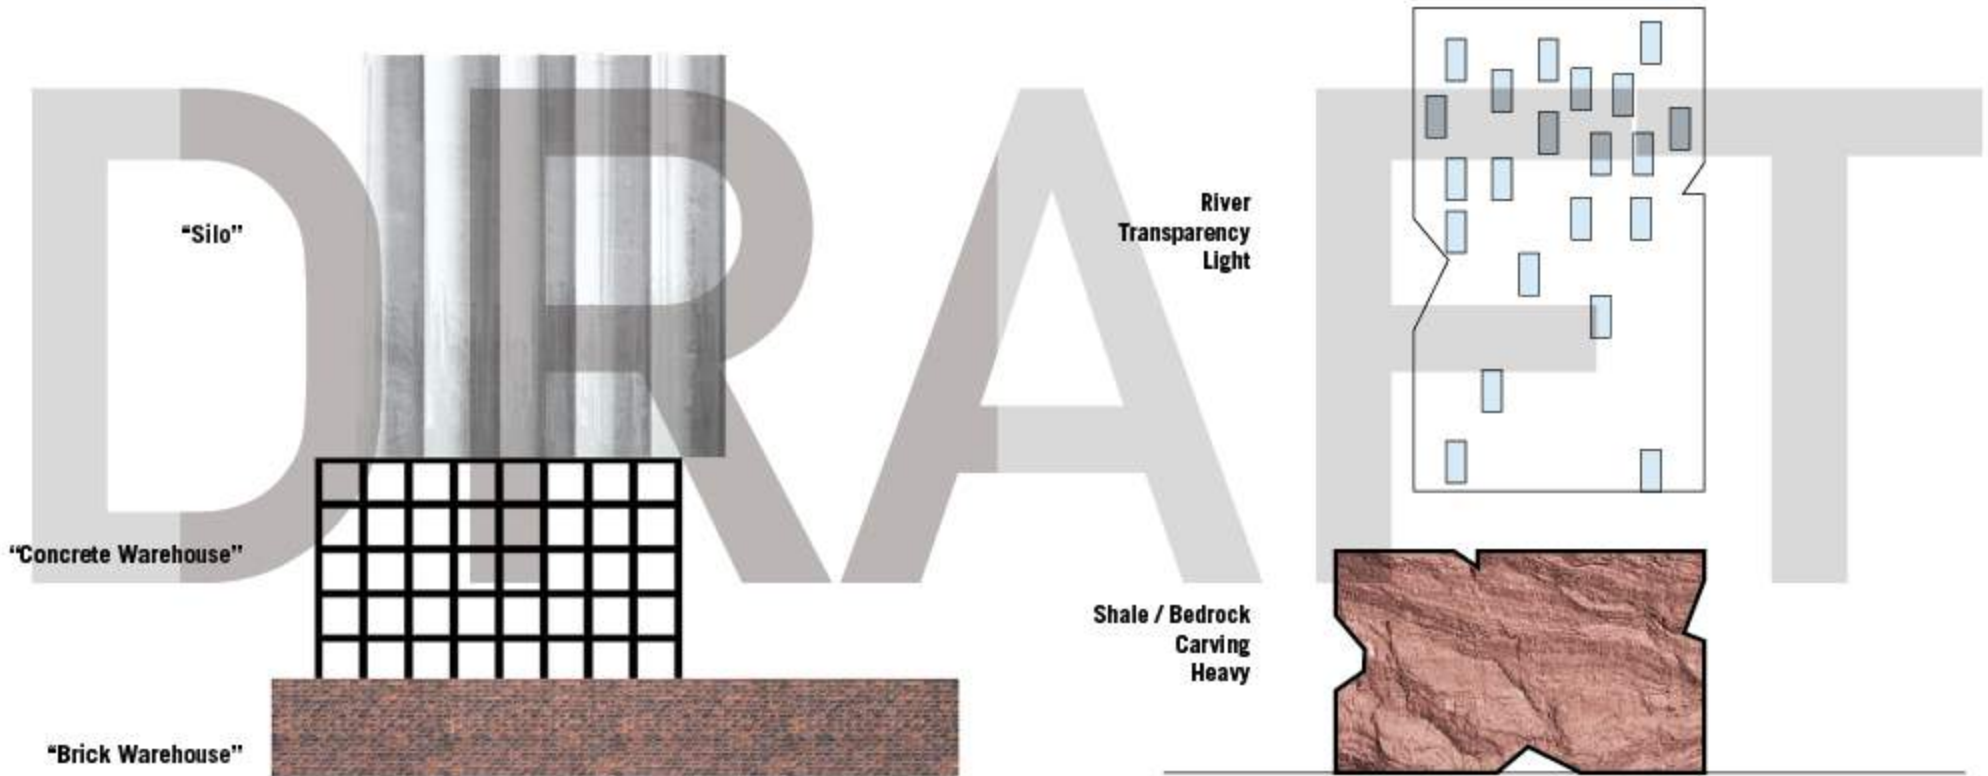 DRAFT
“Silo”
“Concrete Warehouse”
“Brick Warehouse”
River
Transparency
Light
Shale / Bedrock
Carving
Heavy